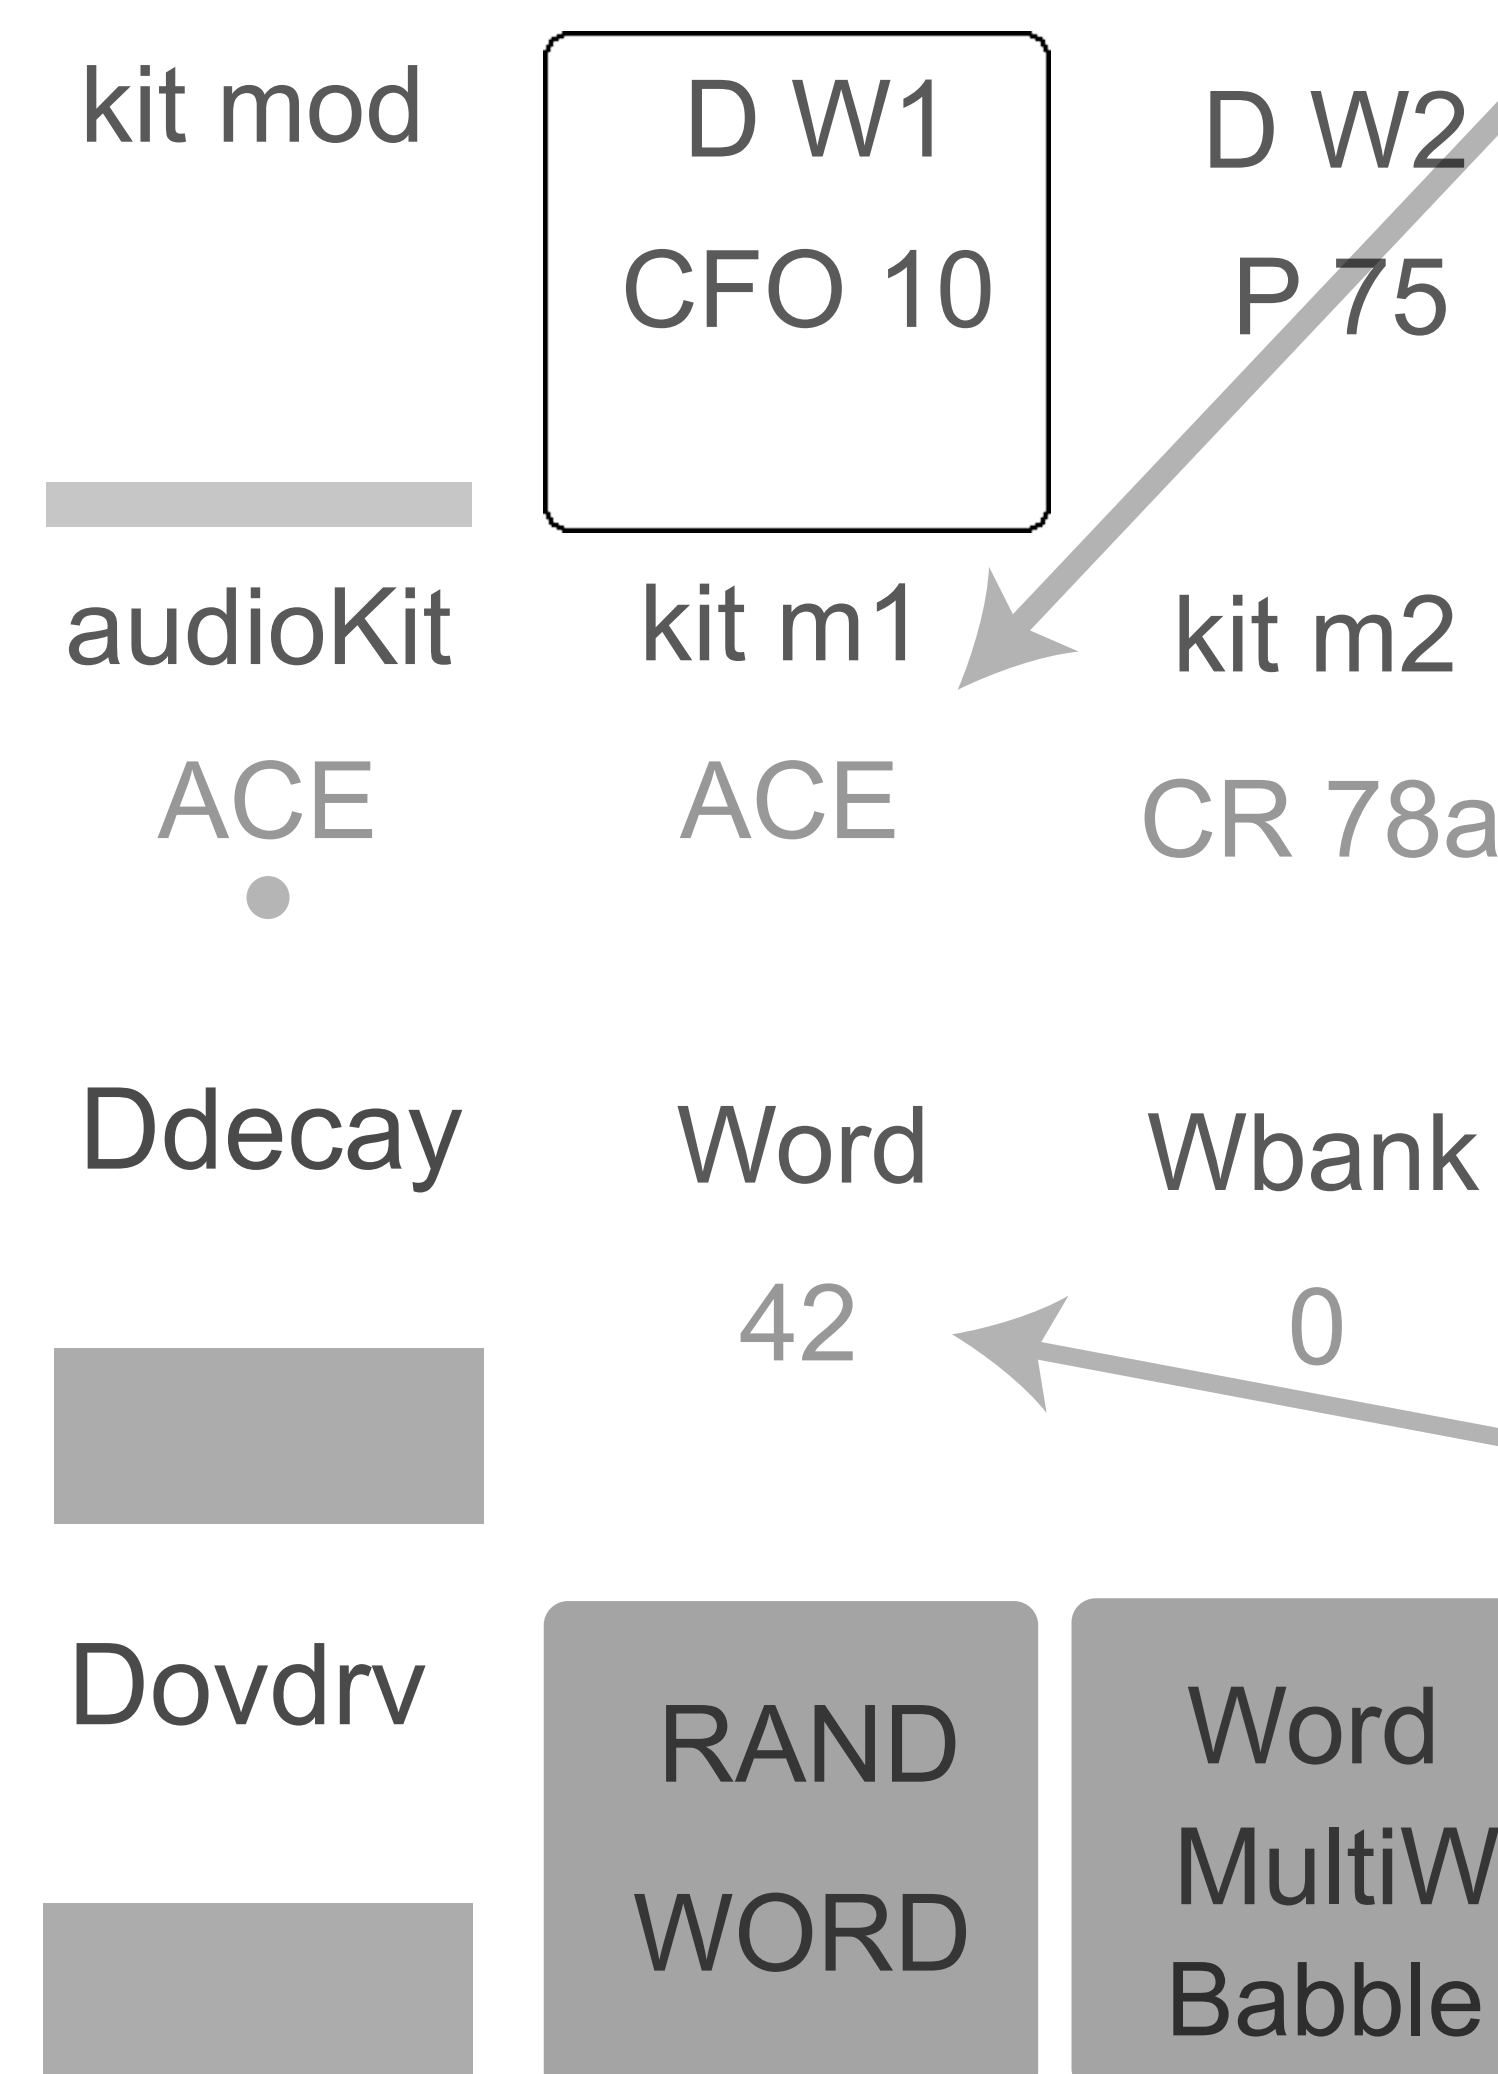 kit mod
D W1
CFO 10
D W2
P 75
audioKit
ACE
kit m1
ACE
kit m2
CR 78a
Ddecay
Word
42
Wbank
0
Dovdrv
RAND
WORD
Word
MultiW
Babble